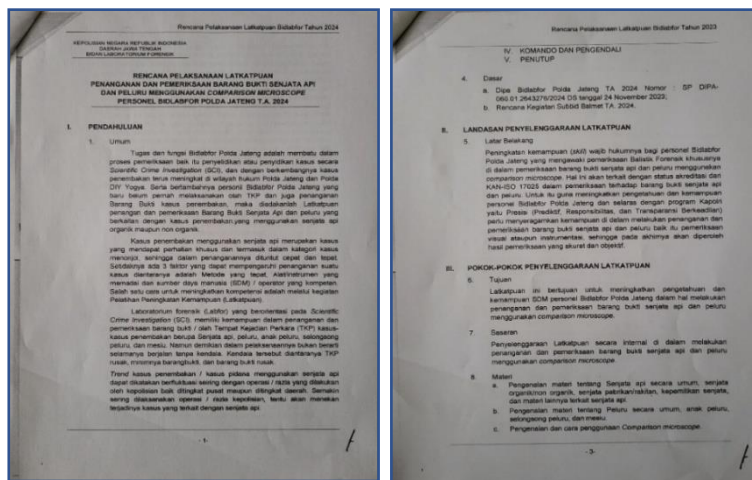 Rencana Pelaksanaan Latkatpuan Bidlabfor Tahun 2024
KEPOLISIAN NEGARA REPUBLIK INDONESIA
DAERAH JAWA TENGAH
BIDAN LABORATORIUM FORENSIK
RENCANA PELAKSANAAN LATKATPUAN
PENANGANAN DAN PEMERIKSAAN BARANG BUKTI SENJATA API
DAN PELURU MENGGUNAKAN COMPARISON MICROSCOPE
PERSONEL BIDLABFOR POLDA JATENG T.A. 2024
I. PENDAHULUAN
1. Umum
Tugas dan fungsi Bidlabfor Polda Jateng adalah membatu dalam
proses pemeriksaan baik itu penyelidikan atau penyidikan kasus secara
Scientific Crime Investigation (SCI), dan dengan berkembangnya kasus
penembakan terus meningkat di wilayah hukum Polda Jateng dan Polda
DIY Yogya. Serta bertambahnya personil Bidlabfor Polda Jateng yang
baru belum pernah melaksanakan olah TKP dan juga penanganan
Barang Bukti kasus penembakan, maka diadakanlah Latkatpuan
penangan dan pemeriksaan Barang Bukti Senjata Api dan peluru yang
berkaitan dengan kasus penembakan yang menggunakan senjata api
organik maupun non organik.
Kasus penembakan menggunakan senjata api merupakan kasus
yang mendapat perhatian khusus dan termasuk dalam kategori kasus
menonjol, sehingga dalam penanganannya dituntut cepat dan tepat.
Setidaknya ada 3 faktor yang dapat mempengaruhi penanganan suatu
kasus diantaranya adalah Metode yang tepat, Alat/instrumen yang
memadai dan sumber daya manusia (SDM) / operator yang kompeten.
Salah satu cara untuk meningkatkan kompetensi adalah melalui kegiatan
Pelatihan Peningkatan Kemampuan (Latkatpuan).
Laboratorium forensik (Labfor) yang berorientasi pada Scientific
Crime Investigation (SCI), memiliki kemampuan dalam penanganan dan
pemeriksaan barang bukti / olah Tempat Kejadian Perkara (TKP) kasus-
kasus penembakan berupa Senjata api, peluru, anak peluru, selongsong
peluru, dan mesiu. Namun demikian dalam pelaksanaannya bukan berarti
selamanya berjalan tanpa kendala. Kendala tersebut diantaranya TKP
rusak, minimnya barangbukti, dan barang bukti rusak.
Trend kasus penembakan / kasus pidana menggunakan senjata api
dapat dikatakan berfluktuasi seiring dengan operasi / razia yang dilakukan
oleh kepolisian baik ditingkat pusat maupun ditingkat daerah. Semakin
sering dilaksanakan operasi / razia kepolisian, tentu akan menekan
terjadinya kasus yang terkait dengan senjata api.
- 1 -
Rencana Pelaksanaan Latkatpuan Bidlabfor Tahun 2023
IV. KOMANDO DAN PENGENDALI
V. PENUTUP
4. Dasar
a. Dipa Bidlabfor Polda Jateng TA 2024 Nomor : SP DIPA-
060.01.2643276/2024 DS tanggal 24 November 2023;
b. Rencana Kegiatan Subbid Balmet TA. 2024.
II. LANDASAN PENYELENGGARAAN LATKATPUAN
5. Latar Belakang
Peningkatan kemampuan (skill) wajib hukumnya bagi personel Bidlabfor
Polda Jateng yang mengawaki pemeriksaan Balistik Forensik khususnya
di dalam pemeriksaan barang bukti senjata api dan peluru menggunakan
comparison microscope. Hal ini akan terkait dengan status akreditasi dan
KAN-ISO 17025 dalam pemeriksaan terhadap barang bukti senjata api
dan peluru. Untuk itu guna meningkatkan pengetahuan dan kemampuan
personel Bidlabfor Polda Jateng dan selaras dengan program Kapolri
yaitu Presisi (Prediktif, Responsibilitas, dan Transparansi Berkeadilan)
perlu menyeragamkan kemampuan di dalam melakukan penanganan dan
pemeriksaan barang bukti senjata api dan peluru baik itu pemeriksaan
visual ataupun instrumentasi, sehingga pada akhirnya akan diperoleh
hasil pemeriksaan yang akurat dan objektif.
III. POKOK-POKOK PENYELENGGARAAN LATKATPUAN
6. Tujuan
Latkatpuan ini bertujuan untuk meningkatkan pengetahuan dan
kemampuan SDM personel Bidlabfor Polda Jateng dalam hal melakukan
penanganan dan pemeriksaan barang bukti senjata api dan peluru
menggunakan comparison microscope.
7. Sasaran
Penyelenggaraan Latkatpuan secara internal di dalam melakukan
penanganan dan pemeriksaan barang bukti senjata api dan peluru
menggunakan comparison microscope
8. Materi
a. Pengenalan materi tentang Senjata api secara umum, senjata
organik/non organik, senjata pabrikan/rakitan, kepemilikan senjata,
dan materi lainnya terkait senjata api.
b. Pengenalan materi tentang Peluru secara umum, anak peluru,
selongsong peluru, dan mesiu.
c. Pengenalan dan cara penggunaan Comparison microscope.
- 3 -